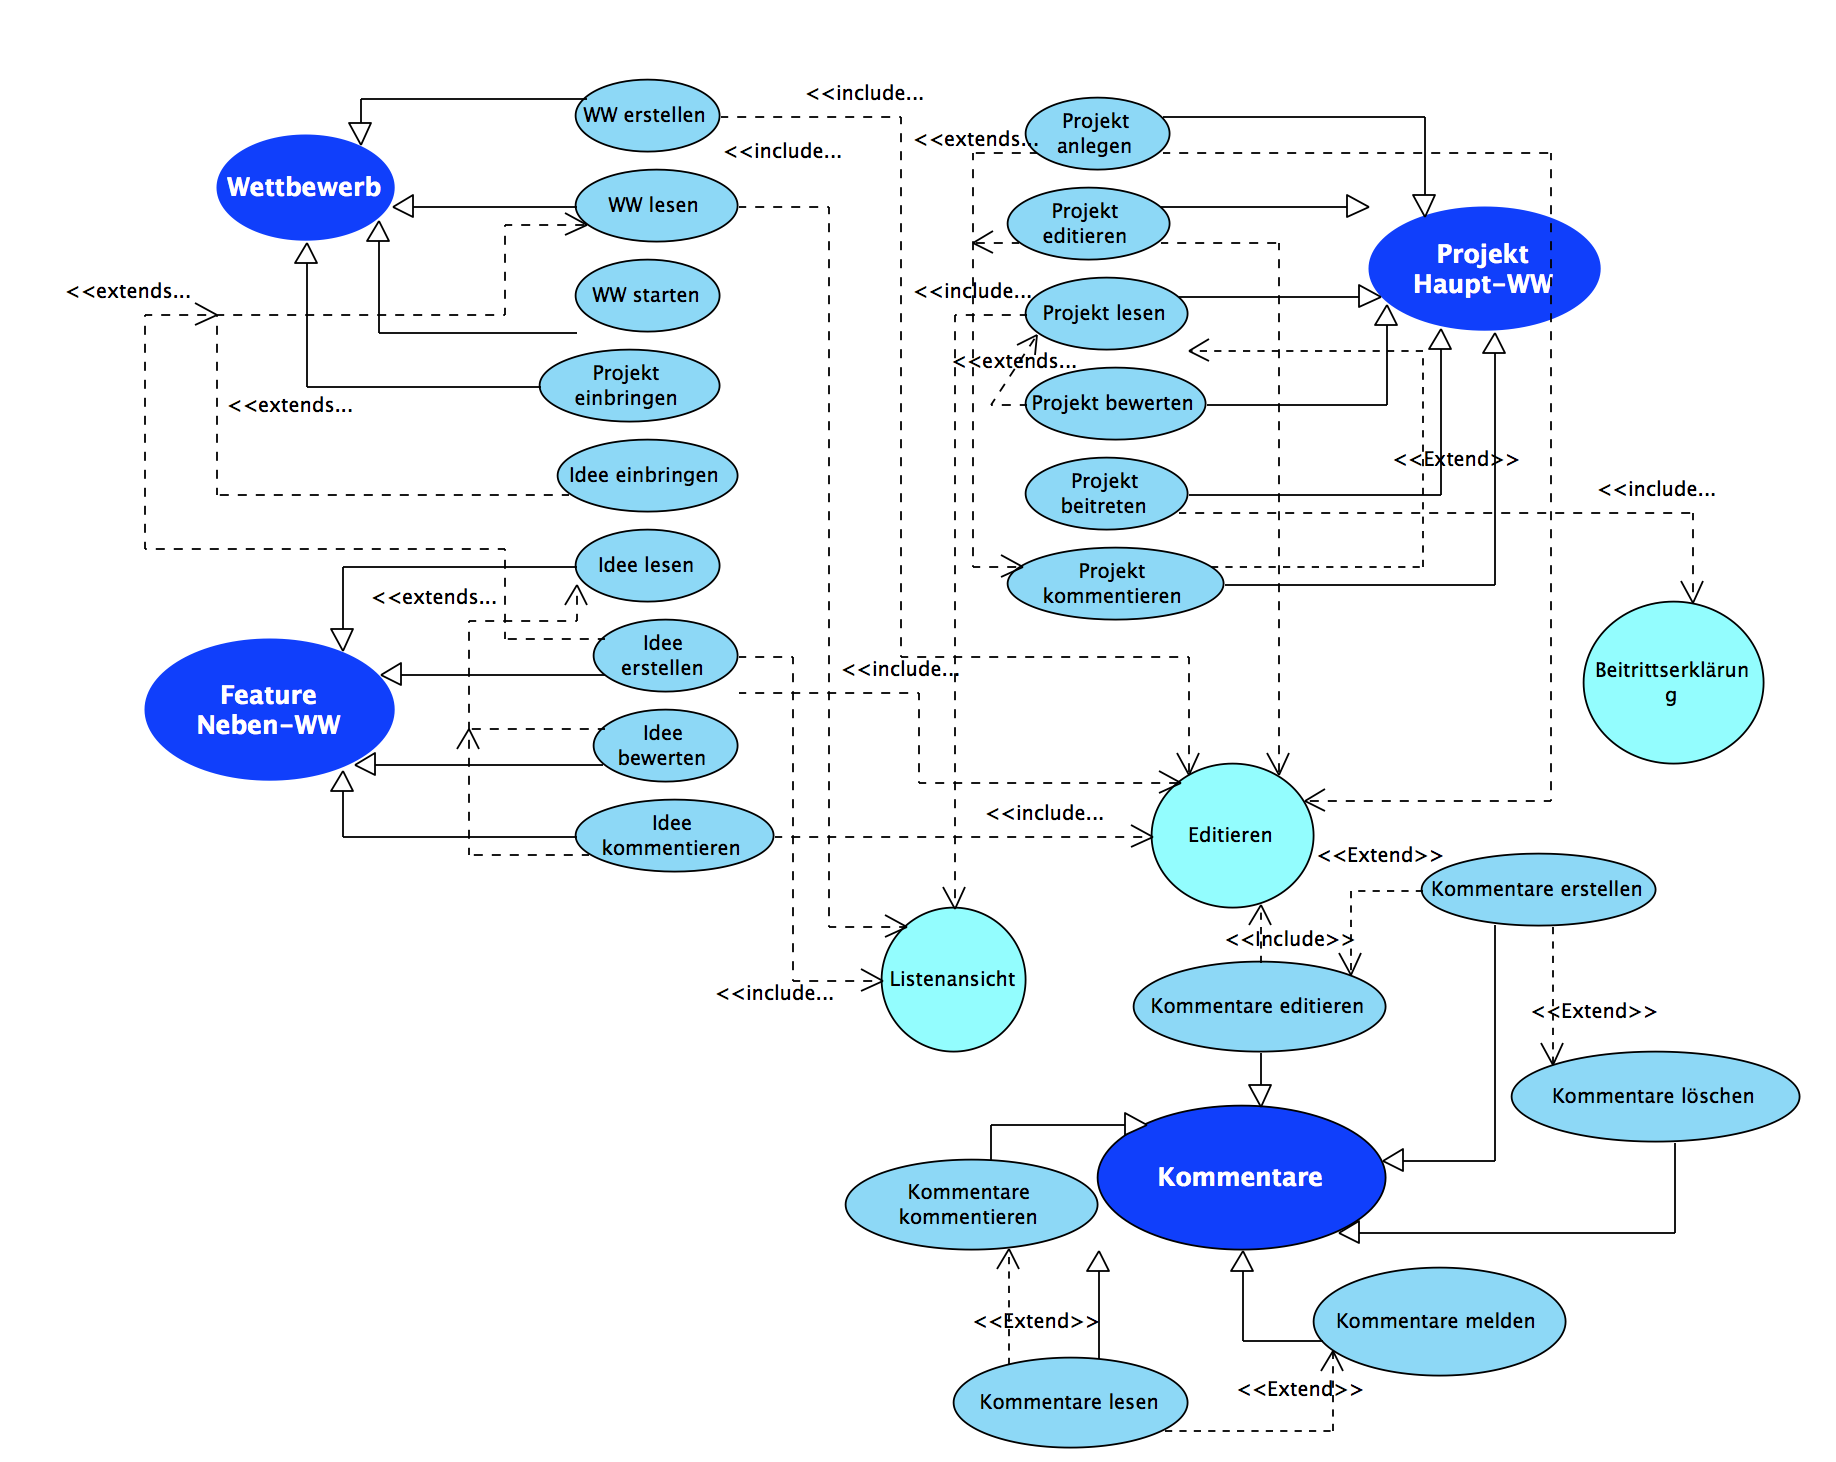 <<include...
WW erstellen
<<include...
Projekt
anlegen
<<extends...
Wettbewerb
WW lesen
Projekt
editieren
Projekt
Haupt-WW
<<extends...
WW starten
<<include...
Projekt lesen
<<extends...
Projekt
einbringen
<<extends...
Projekt bewerten
Idee einbringen
<<Extend>>
Projekt
beitreten
<<include...
Idee lesen
<<extends...
Projekt
kommentieren
Idee
erstellen
<<include...
Beitrittserklärun
g
Feature
Neben-WW
Idee
bewerten
Idee
kommentieren
<<include...
Editieren
<<Extend>>
Kommentare erstellen
<<Include>>
Listenansicht
<<include...
Kommentare editieren
<<Extend>>
Kommentare löschen
Kommentare
Kommentare
kommentieren
<<Extend>>
Kommentare melden
<<Extend>>
Kommentare lesen